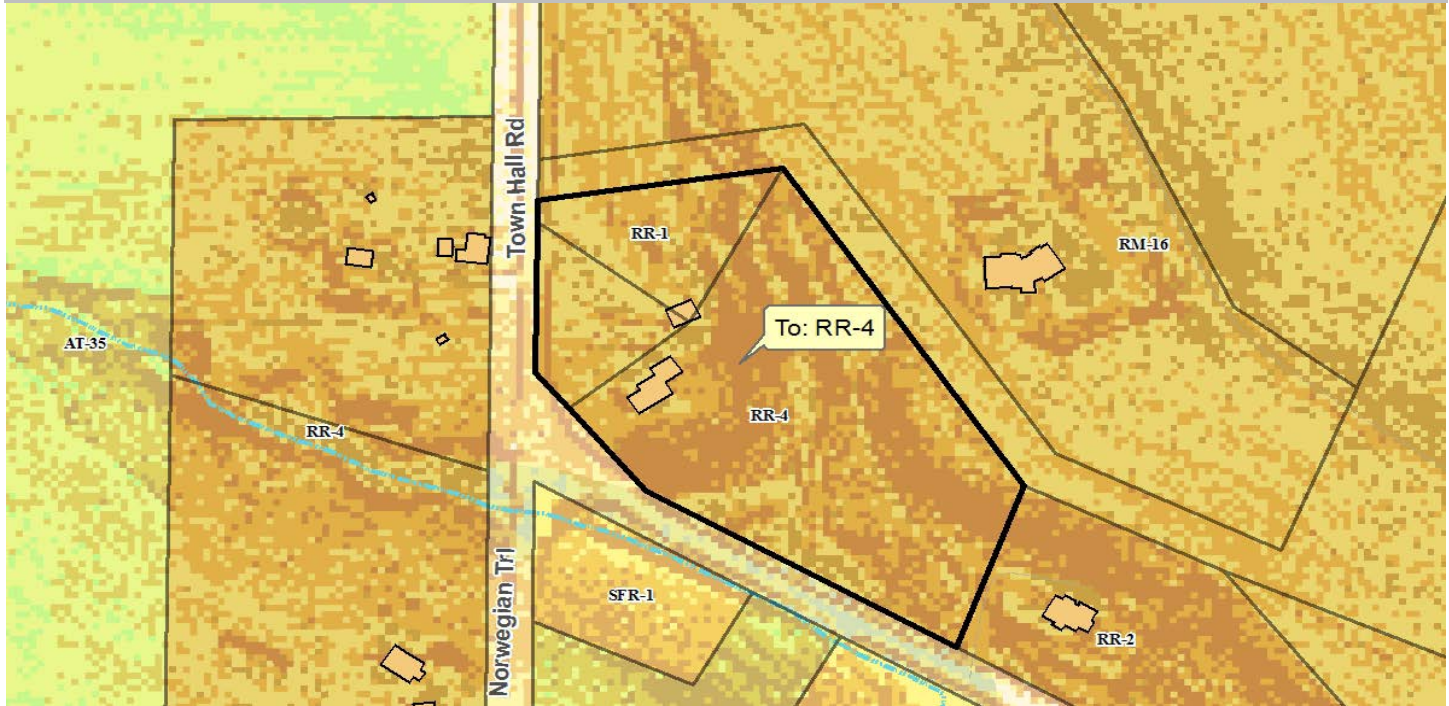 Town Hall Rd
RR-1
RM-16
To: RR-4
AT-35
RR-4
RR-4
SFR-1
RR-2
Norwegian Trl